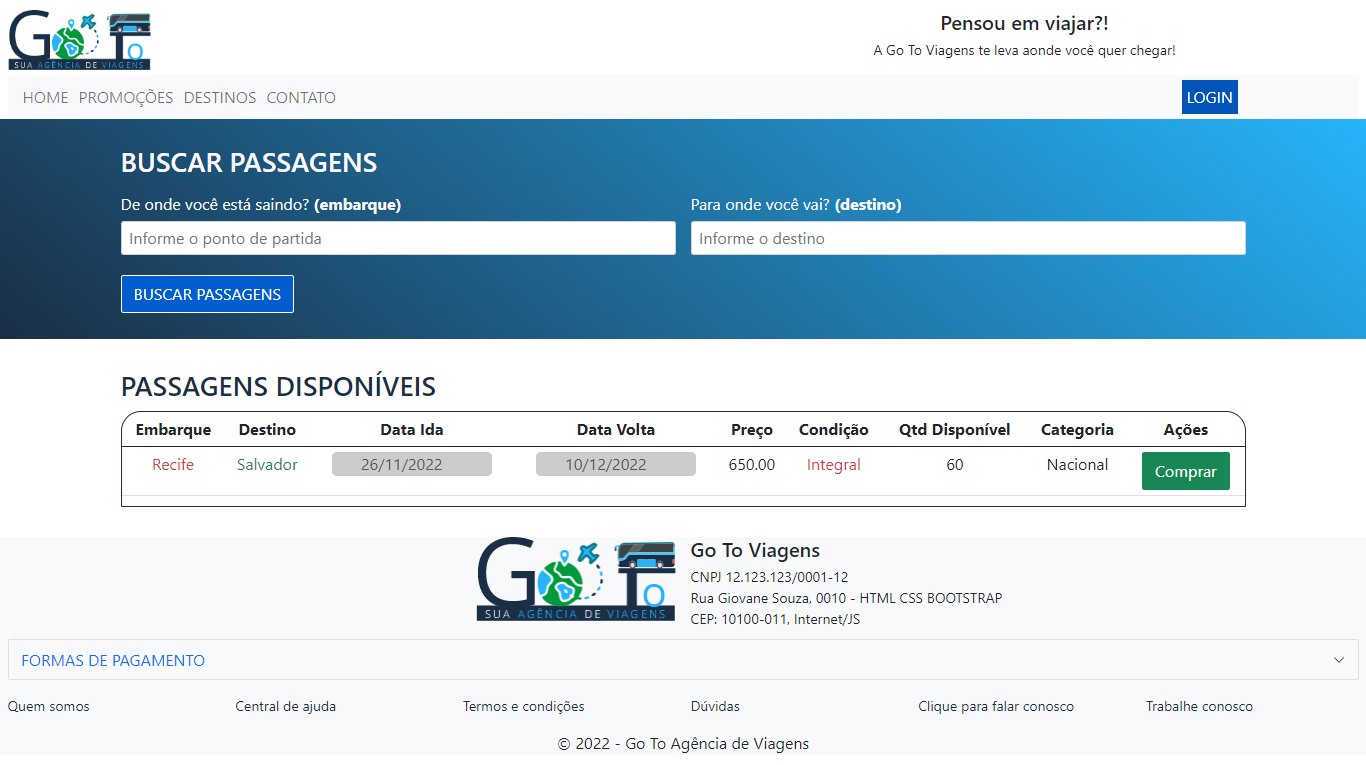 Go To
SUA AGÊNCIA DE VIAGENS
Pensou em viajar?!
A Go To Viagens te leva aonde você quer chegar!
HOME PROMOÇÕES DESTINOS CONTATO LOGIN
BUSCAR PASSAGENS
De onde você está saindo? (embarque) Para onde você vai? (destino)
Informe o ponto de partida Informe o destino
BUSCAR PASSAGENS
PASSAGENS DISPONÍVEIS
Embarque Destino Data Ida Data Volta Preço Condição Qtd Disponível Categoria Ações
Recife Salvador 26/11/2022 10/12/2022 650.00 Integral 60 Nacional Comprar
Go To
SUA AGÊNCIA DE VIAGENS
Go To Viagens
CNPJ 12.123.123/0001-12
Rua Giovane Souza, 0010 - HTML CSS BOOTSTRAP
CEP: 10100-011, Internet/JS
FORMAS DE PAGAMENTO
Quem somos Central de ajuda Termos e condições Dúvidas Clique para falar conosco Trabalhe conosco
© 2022 - Go To Agência de Viagens